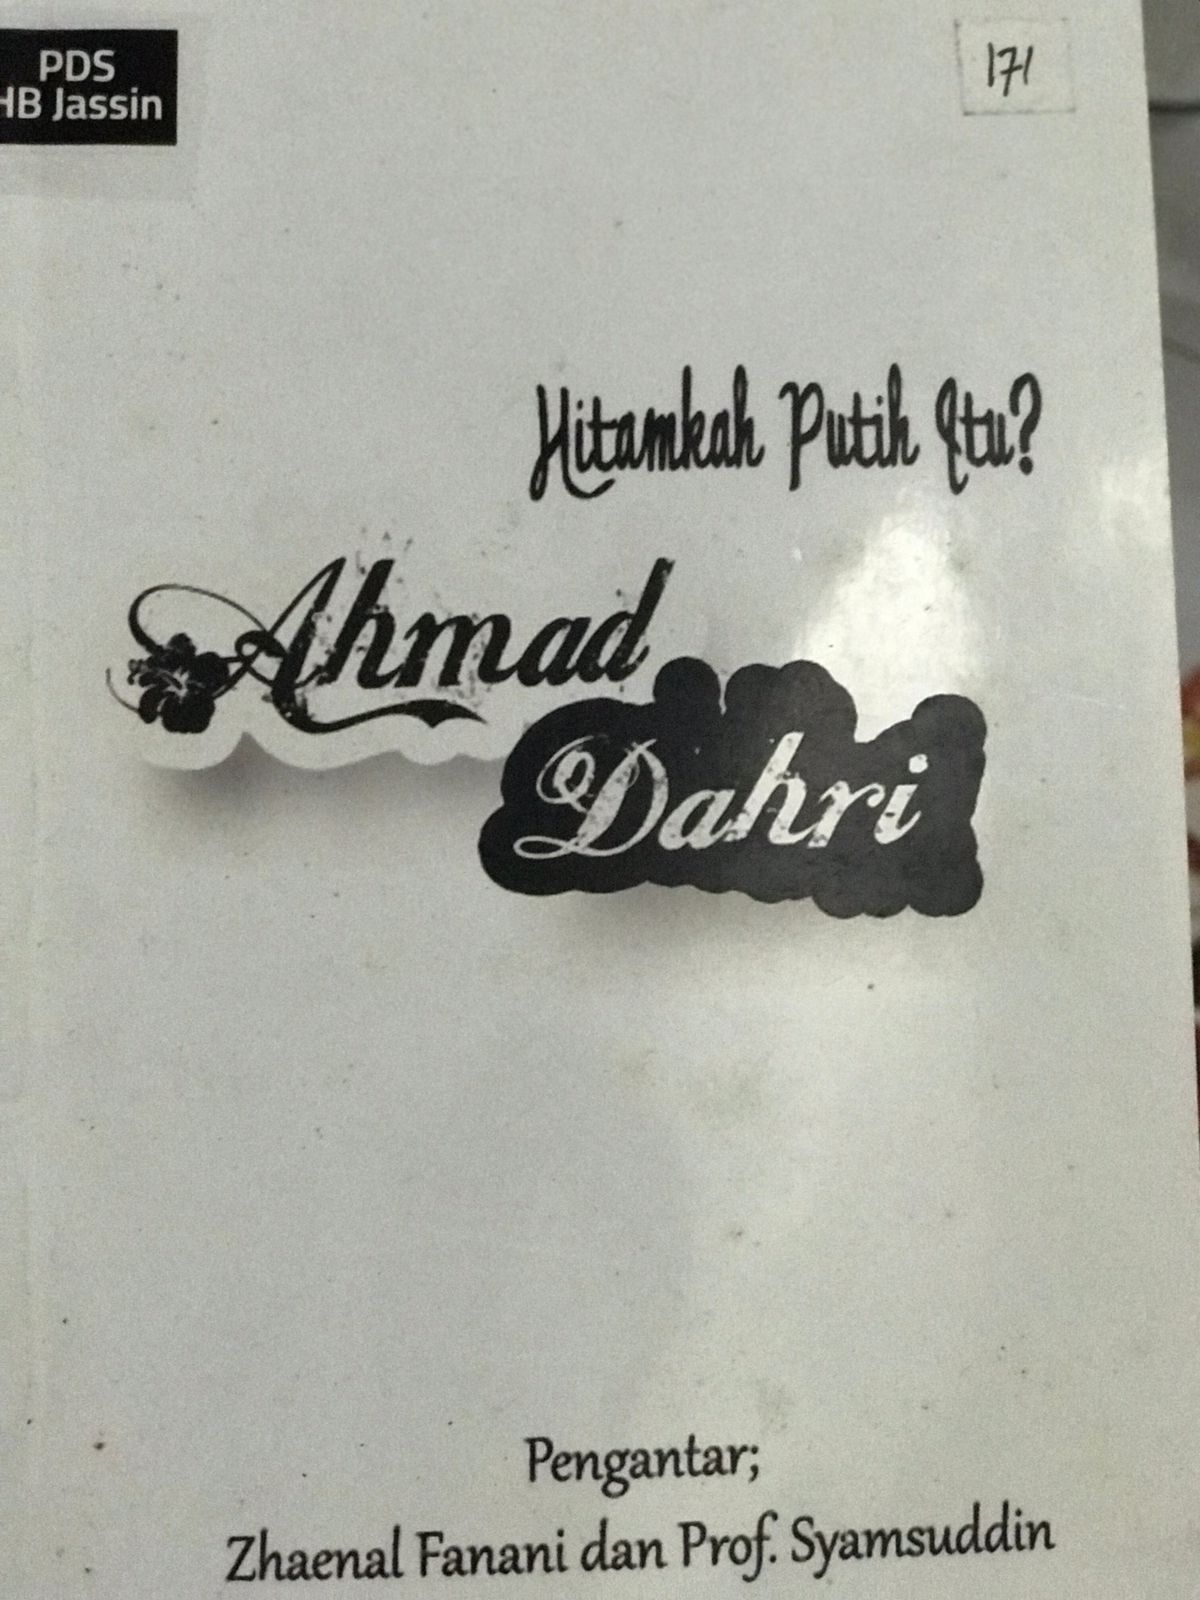 PDS
HB Jassin
171
Hitamkah Putih Itu?
Ahmad
Dahri
Pengantar;
Zhaenal Fanani dan Prof. Syamsuddin